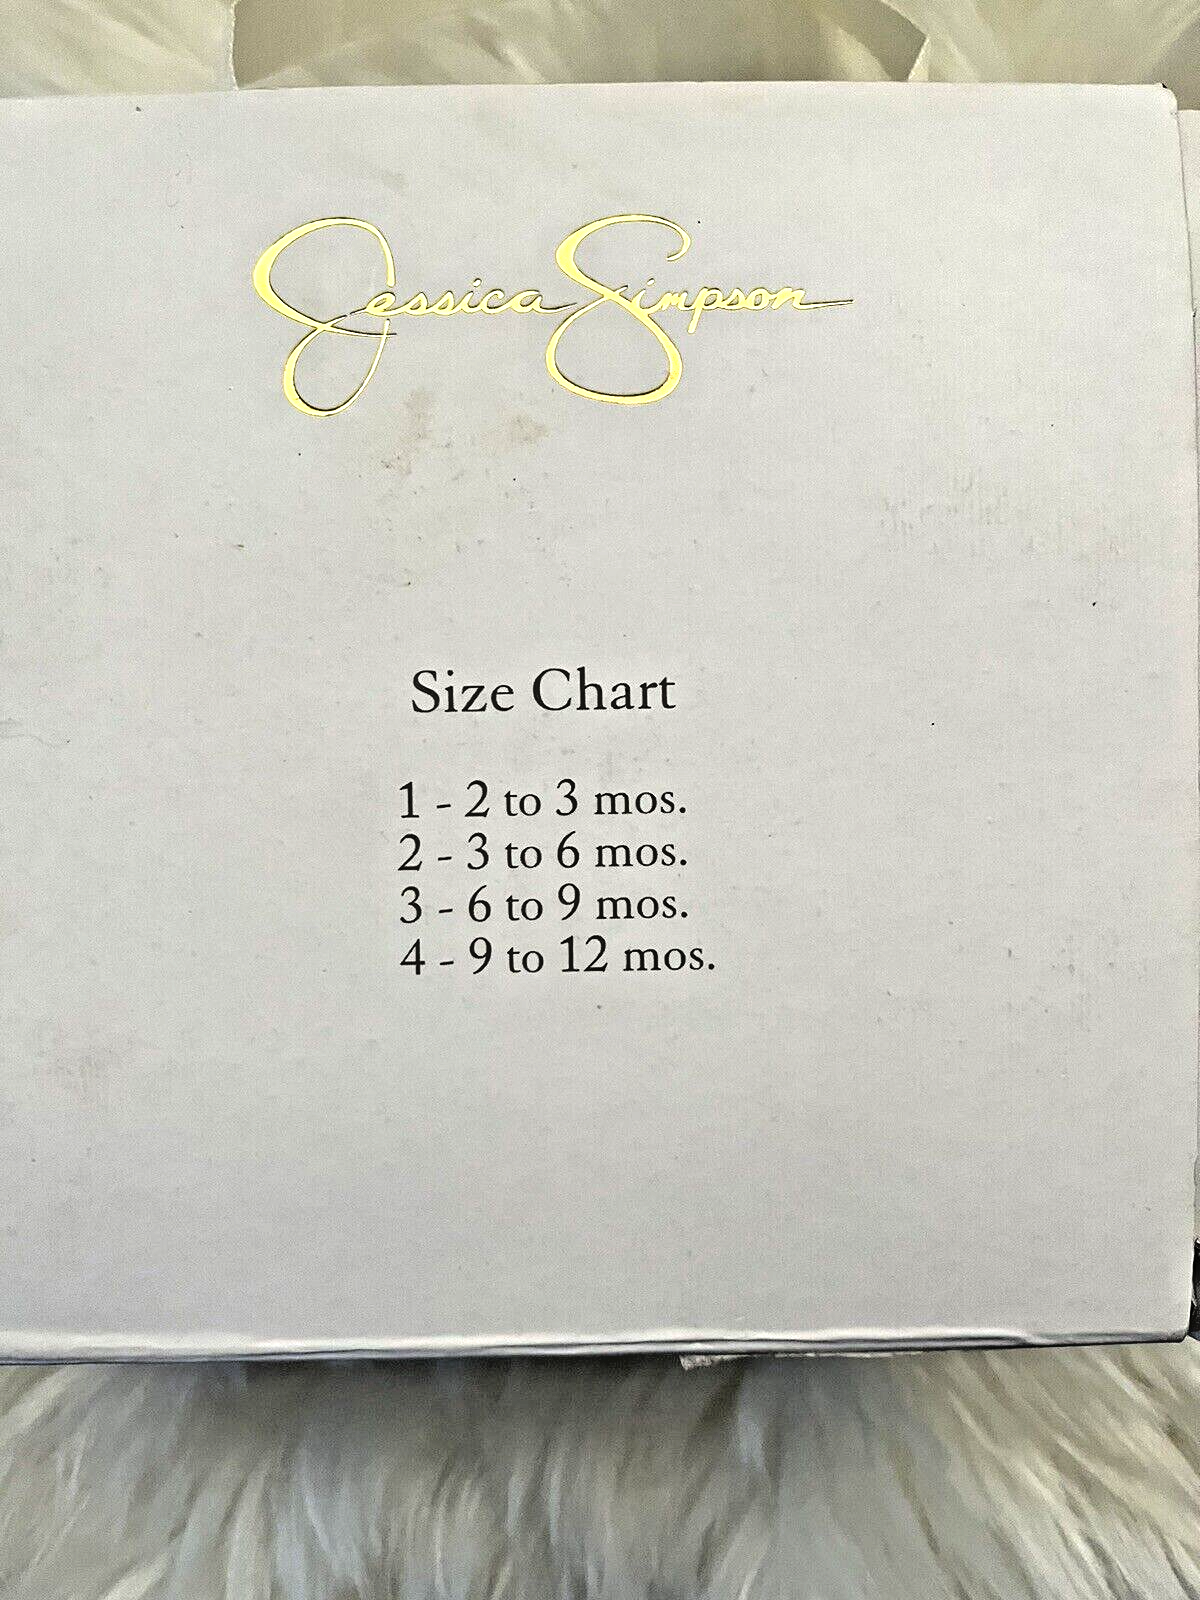 Jessica Simpson
Size Chart
1 - 2 to 3 mos.
2 - 3 to 6 mos.
3 - 6 to 9 mos.
4 - 9 to 12 mos.